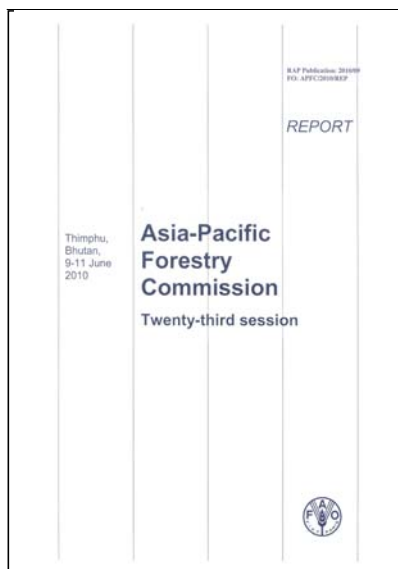 RAP Publication: 2010/09
FO: APFC/2010/REP
REPORT
Thimphu,
Bhutan,
9-11 June
2010
Asia-Pacific
Forestry
Commission
Twenty-third session
F A O